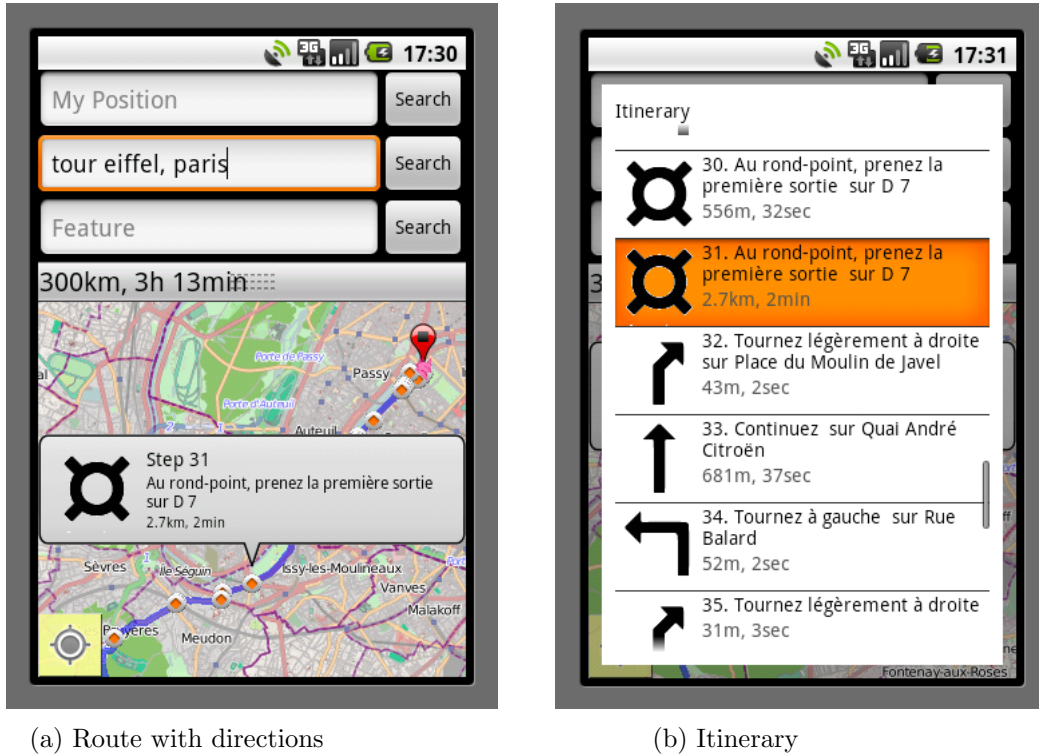 17:30
My Position
Search
tour eiffel, paris
Search
Feature
Search
300km, 3h 13min
Porte de Passy
Passy
Porte d'Auteuil
2
1
Auteuil
Step 31
Au rond-point, prenez la première sortie
sur D 7
2.7km, 2min
1
Sèvres
Île Séguin
Issy-les-Moulineaux
Vanves
Malakoff
Meudon
(a) Route with directions
17:31
Itinerary
30. Au rond-point, prenez la
première sortie sur D 7
556m, 32sec
31. Au rond-point, prenez la
première sortie sur D 7
2.7km, 2min
32. Tournez légèrement à droite
sur Place du Moulin de Javel
43m, 2sec
33. Continuez sur Quai André
Citroën
681m, 37sec
34. Tournez à gauche sur Rue
Balard
52m, 2sec
35. Tournez légèrement à droite
31m, 3sec
Fontenay-aux-Roses
(b) Itinerary